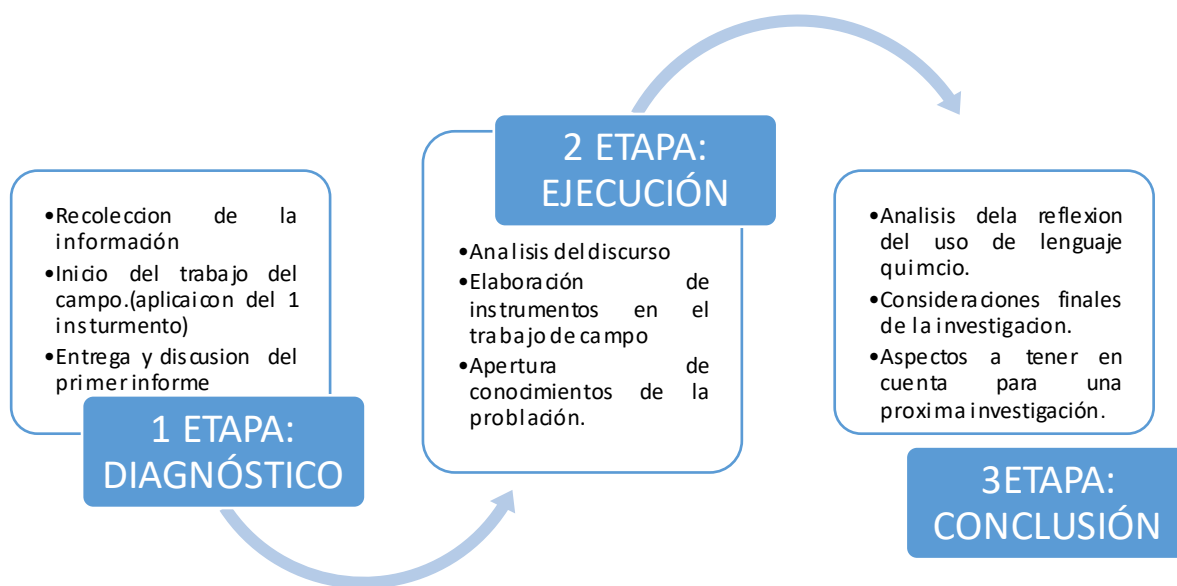 •Recoleccion de la
información
•Inicio del trabajo del
campo.(aplicaicon del 1
insturmento)
•Entrega y discusion del
primer informe
1 ETAPA:
DIAGNÓSTICO
2 ETAPA:
EJECUCIÓN
•Analisis del discurso
•Elaboración de
instrumentos en el
trabajo de campo
•Apertura de
conocimientos de la
problación.
•Analisis dela reflexion
del uso de lenguaje
quimcio.
•Consideraciones finales
de la investigacion.
•Aspectos a tener en
cuenta para una
proxima investigación.
3ETAPA:
CONCLUSIÓN